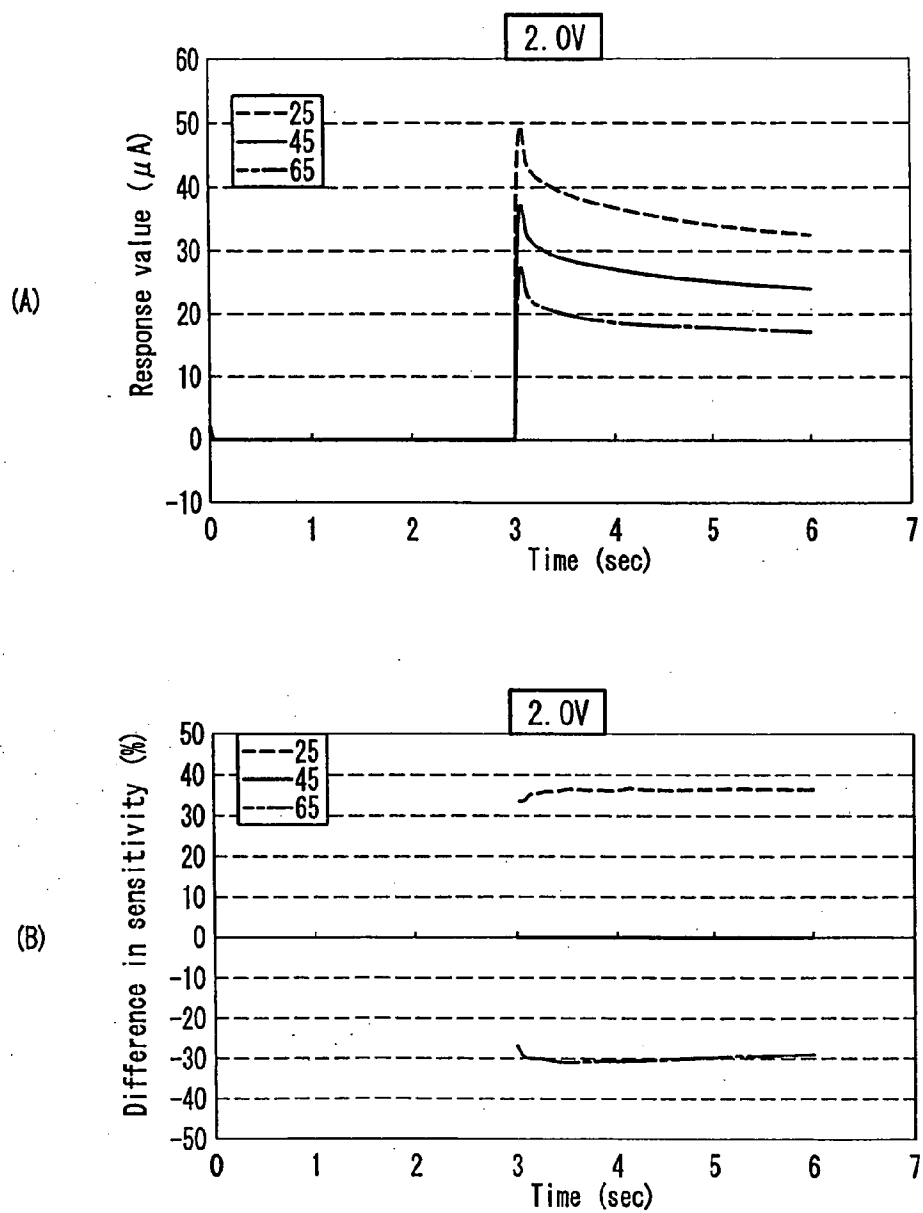 (A)
2.0V
Response value (μA)
60
50
40
30
20
10
0
-10
25
45
65
0 1 2 3 4 5 6 7
Time (sec)
(B)
2.0V
Difference in sensitivity (%)
50
40
30
20
10
0
-10
-20
-30
-40
-50
25
45
65
0 1 2 3 4 5 6 7
Time (sec)